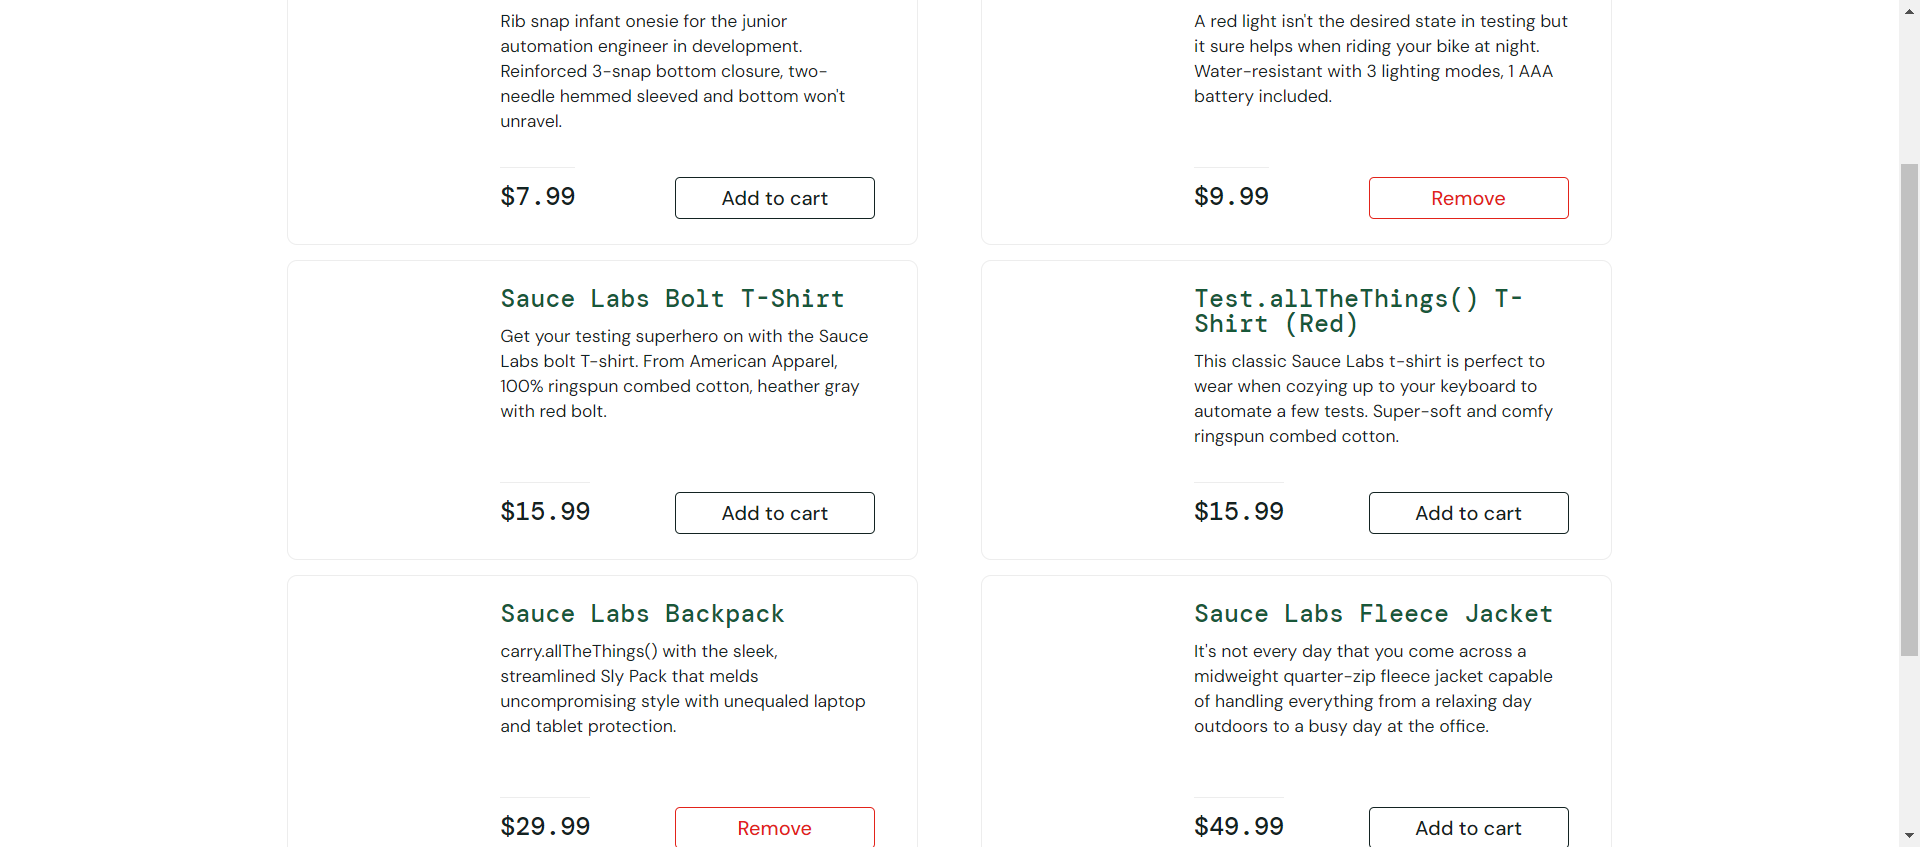 Rib snap infant onesie for the junior
automation engineer in development.
Reinforced 3-snap bottom closure, two-
needle hemmed sleeved and bottom won't
unravel.
$7.99
Add to cart
A red light isn't the desired state in testing but
it sure helps when riding your bike at night.
Water-resistant with 3 lighting modes, 1 AAA
battery included.
$9.99
Remove
Sauce Labs Bolt T-Shirt
Get your testing superhero on with the Sauce
Labs bolt T-shirt. From American Apparel,
100% ringspun combed cotton, heather gray
with red bolt.
$15.99
Add to cart
Test.allTheThings() T-
Shirt (Red)
This classic Sauce Labs t-shirt is perfect to
wear when cozying up to your keyboard to
automate a few tests. Super-soft and comfy
ringspun combed cotton.
$15.99
Add to cart
Sauce Labs Backpack
carry.allTheThings() with the sleek,
streamlined Sly Pack that melds
uncompromising style with unequaled laptop
and tablet protection.
$29.99
Remove
Sauce Labs Fleece Jacket
It's not every day that you come across a
midweight quarter-zip fleece jacket capable
of handling everything from a relaxing day
outdoors to a busy day at the office.
$49.99
Add to cart